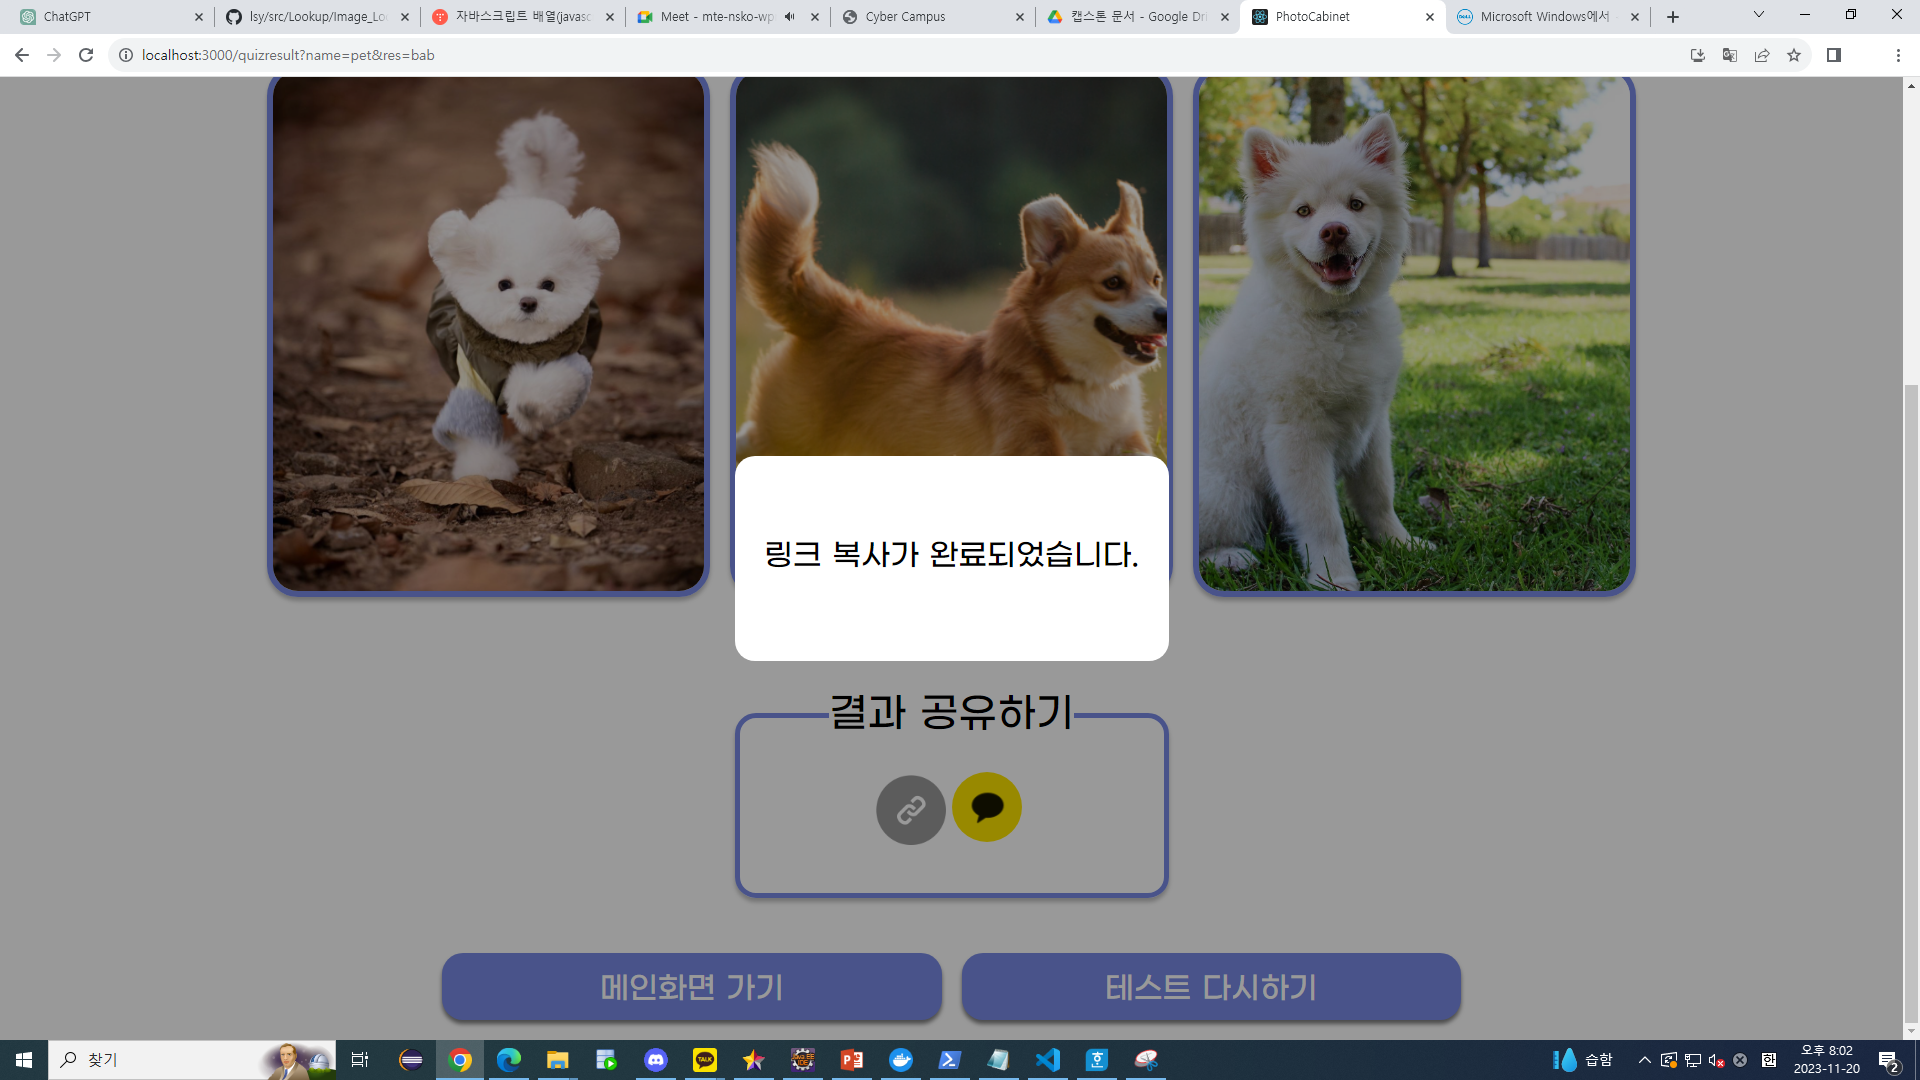 ChatGPT
lsy/src/Lookup/Image_Lo
자바스크립트 배열(javasc
Meet - mte-nsko-wp
Cyber Campus
캡스톤 문서 - Google Dri
PhotoCabinet
Microsoft Windows에서
localhost:3000/quizresult?name=pet&res=bab
링크 복사가 완료되었습니다.
결과 공유하기
메인화면 가기
테스트 다시하기
찾기
TALK
습함
오후 8:02
2023-11-20
2